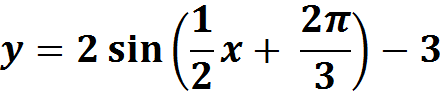 y = 2 sin(1/2 x + 2π/3) − 3